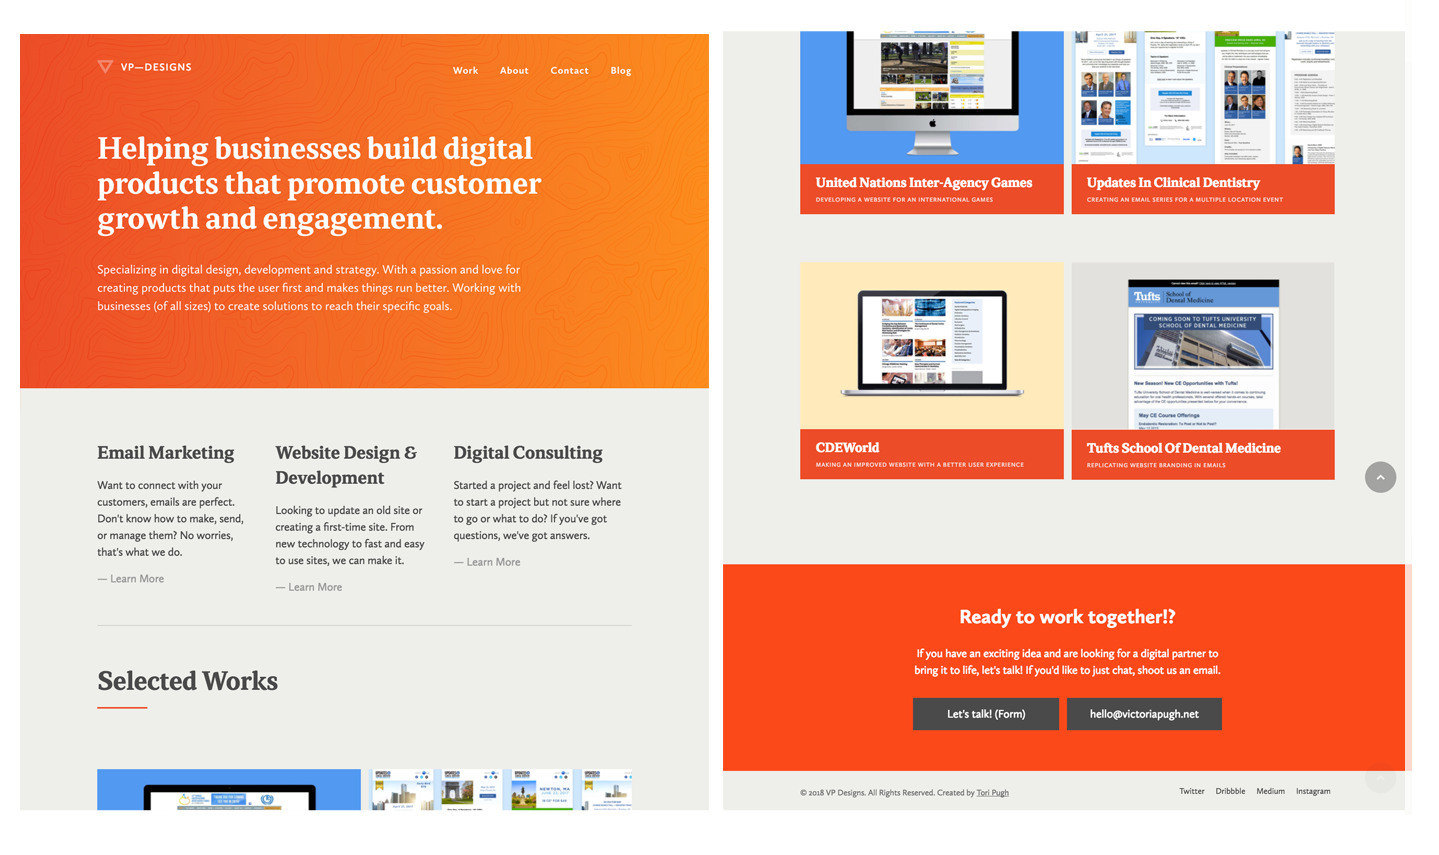 VP—DESIGNS
Work About Contact Blog
Helping businesses build digital
products that promote customer
growth and engagement.
Specializing in digital design, development and strategy. With a passion and love for
creating products that puts the user first and makes things run better. Working with
businesses (of all sizes) to create solutions to reach their specific goals.
Email Marketing
Want to connect with your
customers, emails are perfect.
Don't know how to make, send,
or manage them? No worries,
that's what we do.
— Learn More
Website Design &
Development
Looking to update an old site or
creating a first-time site. From
new technology to fast and easy
to use sites, we can make it.
— Learn More
Digital Consulting
Started a project and feel lost? Want
to start a project but not sure where
to go or what to do? If you've got
questions, we've got answers.
— Learn More
Selected Works
NEWTON, MA
United Nations Inter-Agency Games
DEVELOPING A WEBSITE FOR AN INTERNATIONAL GAMES
Updates In Clinical Dentistry
CREATING AN EMAIL SERIES FOR A MULTIPLE LOCATION EVENT
CDEWorld
MAKING AN IMPROVED WEBSITE WITH A BETTER USER EXPERIENCE
Tufts School of
Dental Medicine
COMING SOON TO TUFTS UNIVERSITY
SCHOOL OF DENTAL MEDICINE
New Season! New CE Opportunities with Tufts!
May CE Course Offerings
Tufts School Of Dental Medicine
REPLICATING WEBSITE BRANDING IN EMAILS
Ready to work together!?
If you have an exciting idea and are looking for a digital partner to
bring it to life, let's talk! If you'd like to just chat, shoot us an email.
Let's talk! (Form)
hello@victoriapugh.net
© 2018 VP Designs. All Rights Reserved. Created by Tori Pugh
Twitter Dribbble Medium Instagram